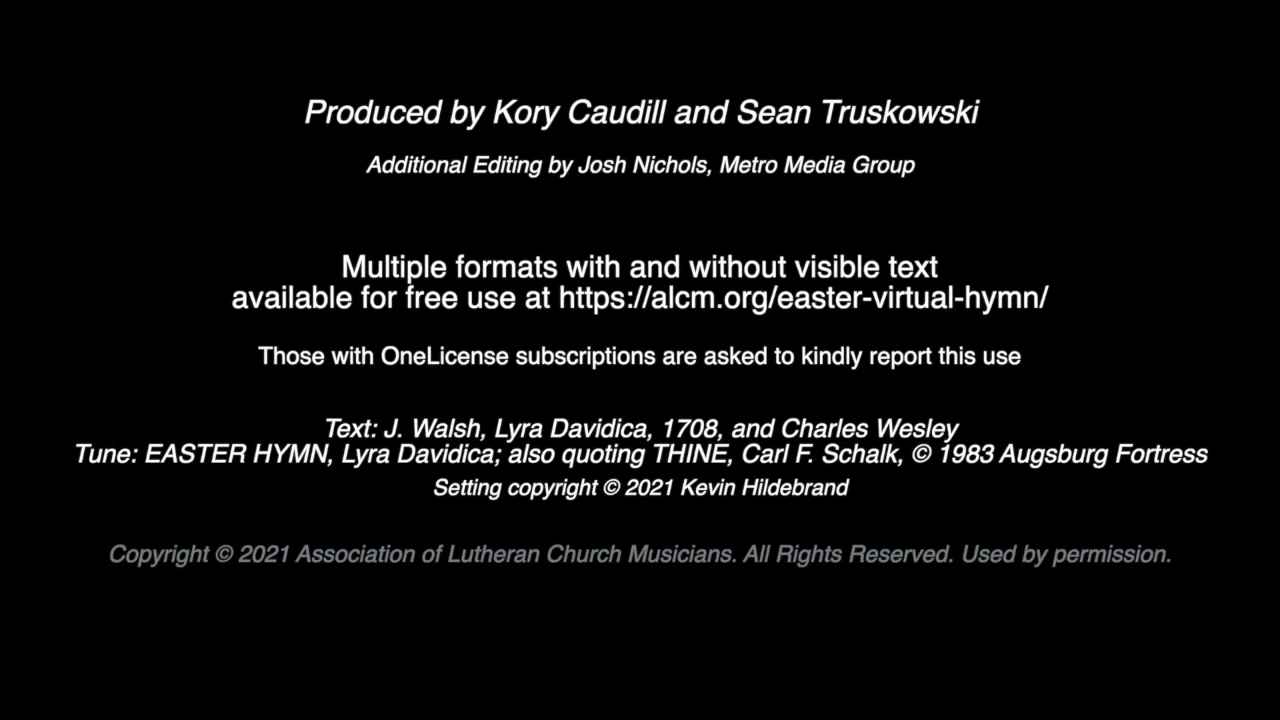 Produced by Kory Caudill and Sean Truskowski
Additional Editing by Josh Nichols, Metro Media Group
Multiple formats with and without visible text
available for free use at https://alcm.org/easter-virtual-hymn/
Those with OneLicense subscriptions are asked to kindly report this use
Text: J. Walsh, Lyra Davidica, 1708, and Charles Wesley
Tune: EASTER HYMN, Lyra Davidica; also quoting THINE, Carl F. Schalk, © 1983 Augsburg Fortress
Setting copyright © 2021 Kevin Hildebrand
Copyright © 2021 Association of Lutheran Church Musicians. All Rights Reserved. Used by permission.